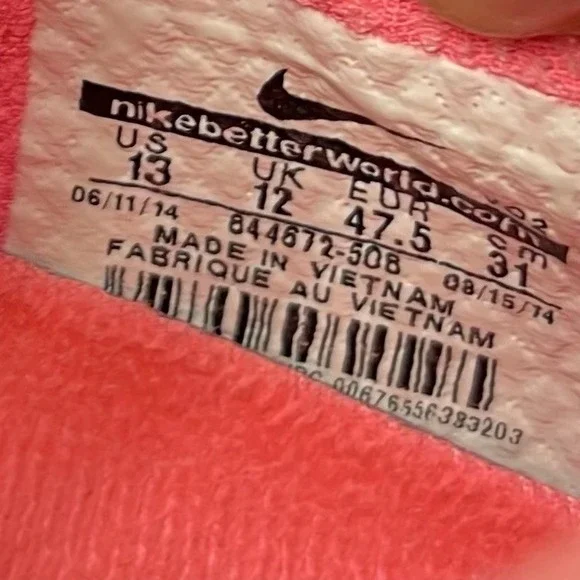 nikebetterworld.com
US UK EUR cm
13 12 47.5 31
06/11/14 844672-508 08/15/14
MADE IN VIETNAM
FABRIQUE AU VIETNAM
00676556383203